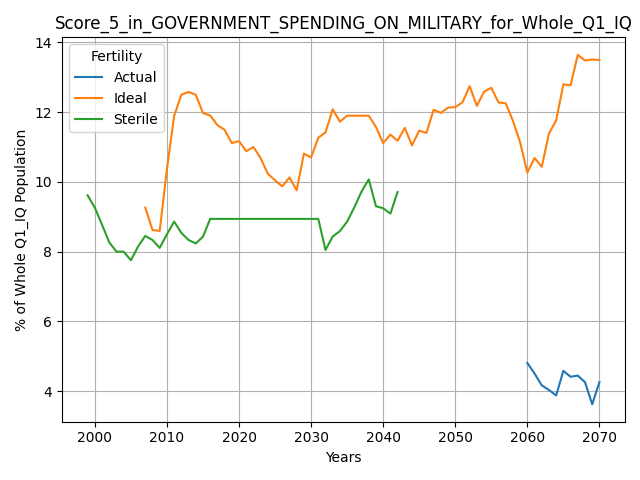 Score_5_in_GOVERNMENT_SPENDING_ON_MILITARY_for_Whole_Q1_IQ
14
12
10
8
6
4
% of Whole Q1_IQ Population
Fertility
Actual
Ideal
Sterile
2000 2010 2020 2030 2040 2050 2060 2070
Years